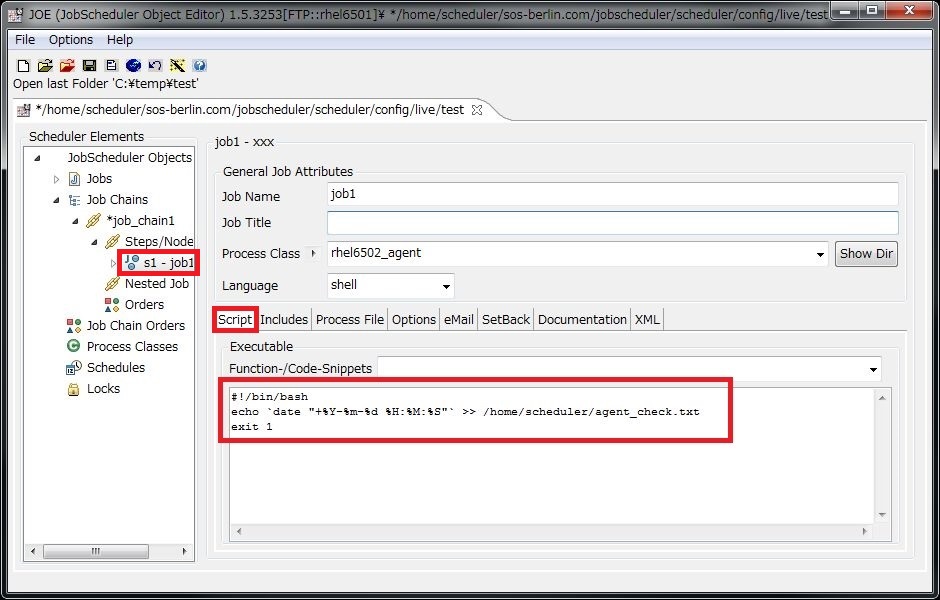 JOE (JobScheduler Object Editor) 1.5.3253[FTP::rhel6501]¥ */home/scheduler/sos-berlin.com/jobscheduler/scheduler/config/live/test
File Options Help
Open last Folder 'C:¥temp¥test'
*/home/scheduler/sos-berlin.com/jobscheduler/scheduler/config/live/test
Scheduler Elements
JobScheduler Objects
Jobs
Job Chains
*job_chain1
Steps/Node
s1 - job1
Nested Job
Orders
Job Chain Orders
Process Classes
Schedules
Locks
job1 - xxx
General Job Attributes
Job Name job1
Job Title
Process Class rhel6502_agent Show Dir
Language shell
Script Includes Process File Options eMail SetBack Documentation XML
Executable
Function-/Code-Snippets
#!/bin/bash
echo `date "+%Y-%m-%d %H:%M:%S"` >> /home/scheduler/agent_check.txt
exit 1